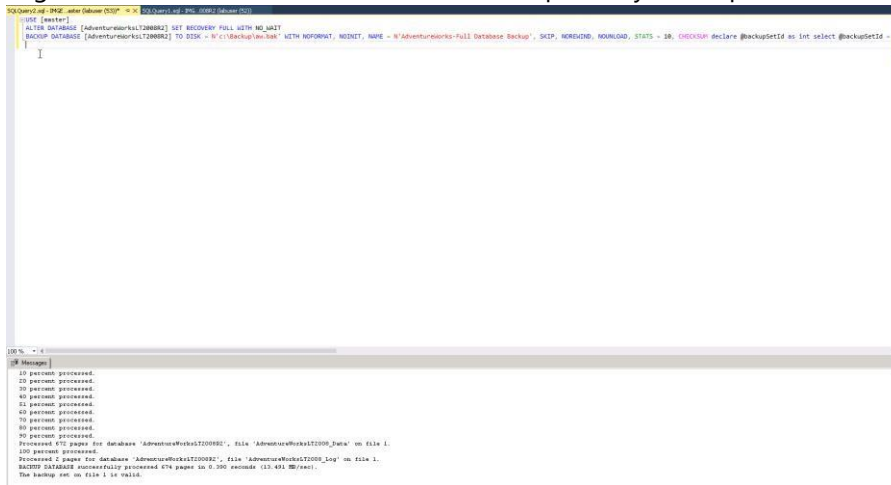 SQLQuery2.sql - IMGE...aster (labuser (53))* SQLQuery1.sql - IMG...008R2 (labuser (52))
USE [master]
ALTER DATABASE [AdventureWorksLT2008R2] SET RECOVERY FULL WITH NO_WAIT
BACKUP DATABASE [AdventureWorksLT2008R2] TO DISK = N'c:\Backup\aw.bak' WITH NOFORMAT, NOINIT, NAME = N'AdventureWorks-Full Database Backup', SKIP, NOREWIND, NOUNLOAD, STATS = 10, CHECKSUM declare @backupSetId as int select @backupSetId =
100 %
Messages
10 percent processed.
20 percent processed.
30 percent processed.
40 percent processed.
51 percent processed.
60 percent processed.
70 percent processed.
80 percent processed.
90 percent processed.
Processed 672 pages for database 'AdventureWorksLT2008R2', file 'AdventureWorksLT2008_Data' on file 1.
100 percent processed.
Processed 2 pages for database 'AdventureWorksLT2008R2', file 'AdventureWorksLT2008_Log' on file 1.
BACKUP DATABASE successfully processed 674 pages in 0.390 seconds (13.491 MB/sec).
The backup set on file 1 is valid.